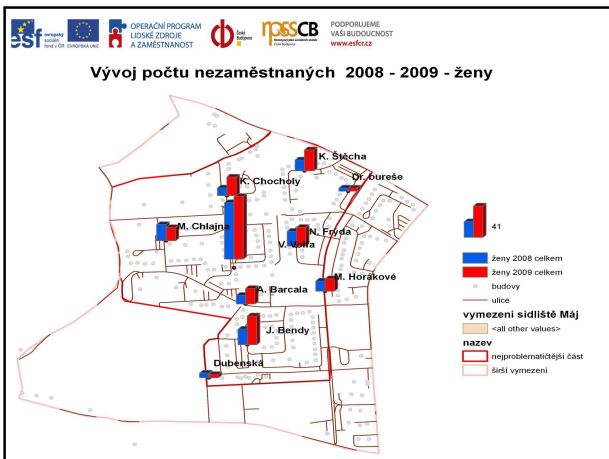 esf evropský sociální fond v ČR EVROPSKÁ UNIE
OPERAČNÍ PROGRAM
LIDSKÉ ZDROJE
A ZAMĚSTNANOST
České Budějovice
npssCB
PODPORUJEME
VAŠI BUDOUCNOST
www.esfcr.cz
Vývoj počtu nezaměstnaných 2008 - 2009 - ženy
K. Štěcha
K. Chocholy
Dr. bureše
M. Chlajna
N. Frýda
V. Volfa
M. Horákové
A. Barcala
J. Bendy
Dubenská
41
ženy 2008 celkem
ženy 2009 celkem
budovy
ulice
vymezení sídliště Máj
<all other values>
nazev
nejproblematičtější část
širší vymezení